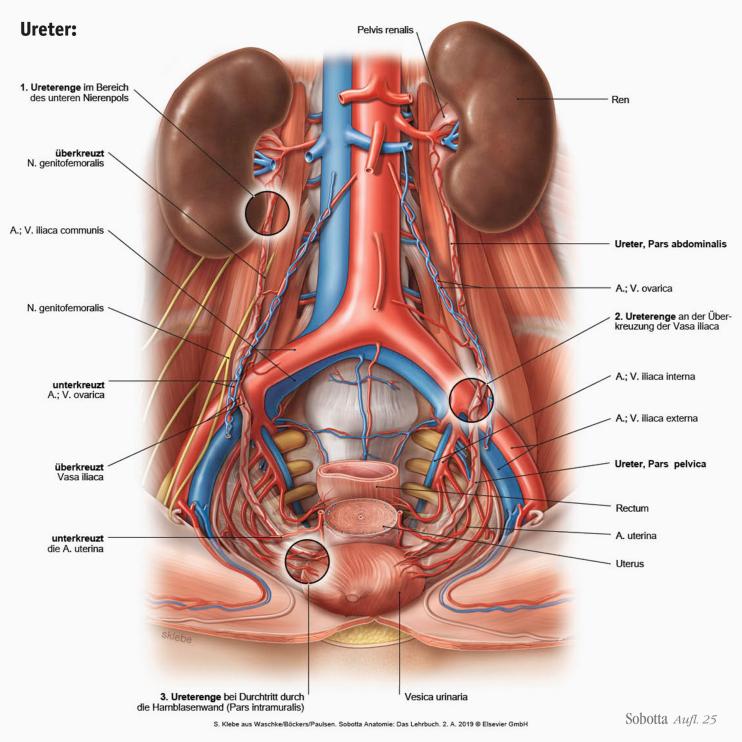 Ureter:
Pelvis renalis
1. Ureterenge im Bereich
des unteren Nierenpols
Ren
überkreuzt
N. genitofemoralis
A.; V. iliaca communis
Ureter, Pars abdominalis
A.; V. ovarica
N. genitofemoralis
2. Ureterenge an der Über-
kreuzung der Vasa iliaca
unterkreuzt
A.; V. ovarica
A.; V. iliaca interna
A.; V. iliaca externa
überkreuzt
Vasa iliaca
Ureter, Pars pelvica
Rectum
unterkreuzt
die A. uterina
A. uterina
Uterus
sklebe
3. Ureterenge bei Durchtritt durch
die Harnblasenwand (Pars intramuralis)
Vesica urinaria
S. Klebe aus Waschke/Böckers/Paulsen. Sobotta Anatomie: Das Lehrbuch. 2. A. 2019 © Elsevier GmbH
Sobotta Aufl. 25